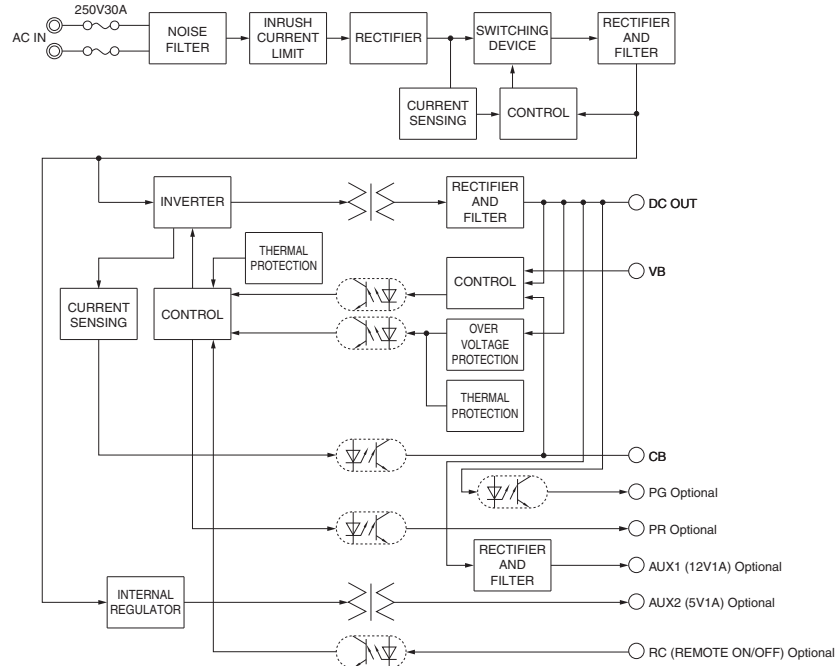 250V30A
AC IN
NOISE
FILTER
INRUSH
CURRENT
LIMIT
RECTIFIER
SWITCHING
DEVICE
RECTIFIER
AND
FILTER
CURRENT
SENSING
CONTROL
INVERTER
RECTIFIER
AND
FILTER
DC OUT
THERMAL
PROTECTION
CONTROL
VB
CURRENT
SENSING
CONTROL
OVER
VOLTAGE
PROTECTION
THERMAL
PROTECTION
CB
PG Optional
PR Optional
RECTIFIER
AND
FILTER
AUX1 (12V1A) Optional
INTERNAL
REGULATOR
AUX2 (5V1A) Optional
RC (REMOTE ON/OFF) Optional